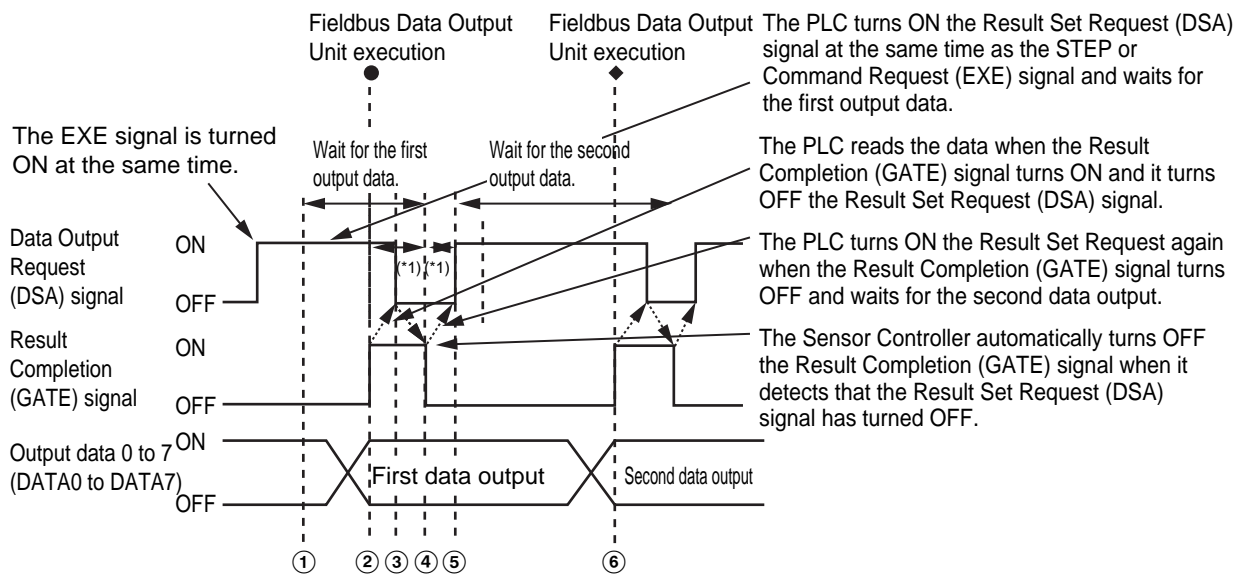 Fieldbus Data Output
Unit execution
Fieldbus Data Output
Unit execution
The PLC turns ON the Result Set Request (DSA)
signal at the same time as the STEP or
Command Request (EXE) signal and waits for
the first output data.
The EXE signal is turned
ON at the same time.
Wait for the first
output data.
Wait for the second
output data.
The PLC reads the data when the Result
Completion (GATE) signal turns ON and it turns
OFF the Result Set Request (DSA) signal.
Data Output
Request
(DSA) signal
ON
OFF
(*1)
(*1)
The PLC turns ON the Result Set Request again
when the Result Completion (GATE) signal turns
OFF and waits for the second data output.
Result
Completion
(GATE) signal
ON
OFF
The Sensor Controller automatically turns OFF
the Result Completion (GATE) signal when it
detects that the Result Set Request (DSA)
signal has turned OFF.
Output data 0 to 7
(DATA0 to DATA7)
ON
OFF
First data output
Second data output
① ② ③ ④ ⑤ ⑥